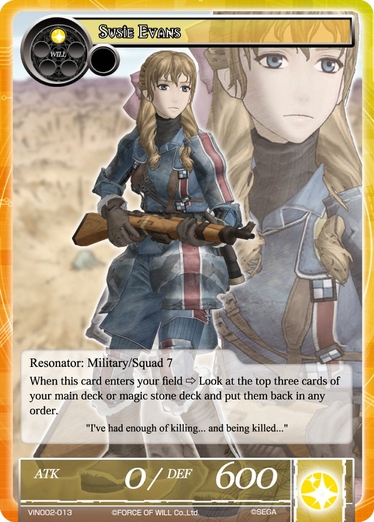 Susie Evans
WILL
Resonator: Military/Squad 7
When this card enters your field ⇨ Look at the top three cards of
your main deck or magic stone deck and put them back in any
order.
"I've had enough of killing... and being killed..."
ATK 0 / DEF 600
VIN002-013 ©FORCE OF WILL Co.,Ltd. ©SEGA